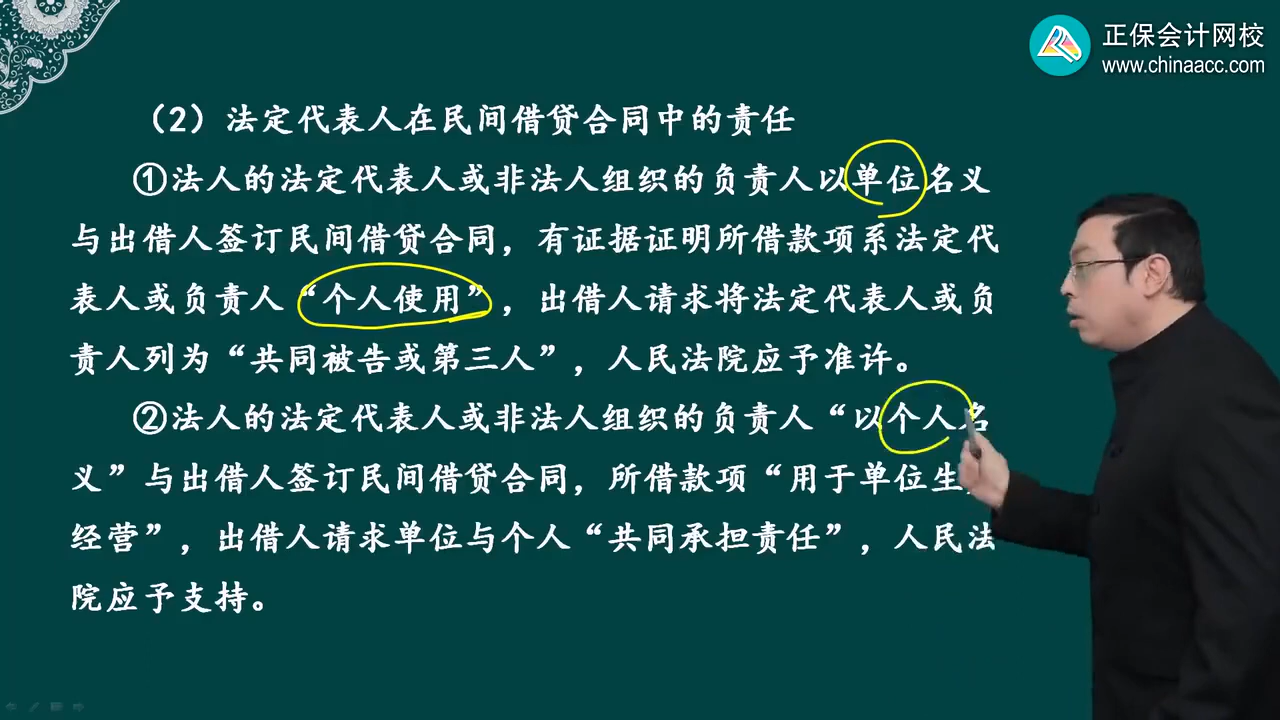 正保会计网校
www.chinaacc.com
（2）法定代表人在民间借贷合同中的责任
①法人的法定代表人或非法人组织的负责人以单位名义
与出借人签订民间借贷合同，有证据证明所借款项系法定代
表人或负责人“个人使用”，出借人请求将法定代表人或负
责人列为“共同被告或第三人”，人民法院应予准许。
②法人的法定代表人或非法人组织的负责人“以个人名
义”与出借人签订民间借贷合同，所借款项“用于单位生
经营”，出借人请求单位与个人“共同承担责任”，人民法
院应予支持。